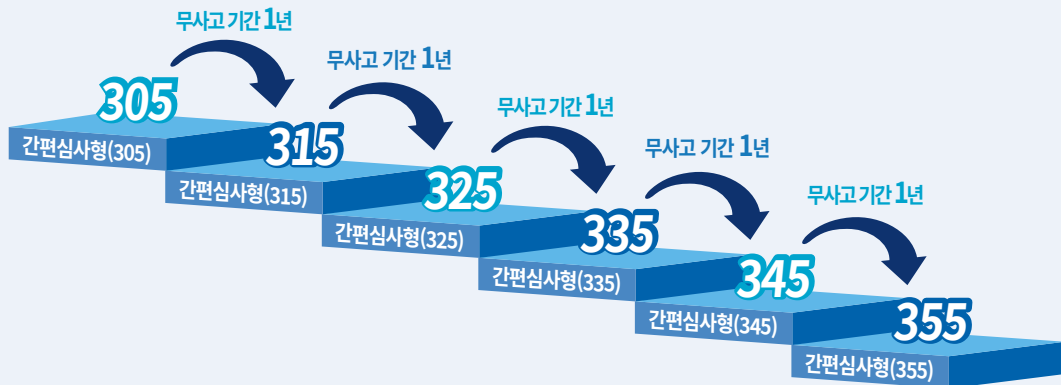 무사고 기간 1년
무사고 기간 1년
무사고 기간 1년
무사고 기간 1년
무사고 기간 1년
305
315
325
335
345
355
간편심사형(305)
간편심사형(315)
간편심사형(325)
간편심사형(335)
간편심사형(345)
간편심사형(355)